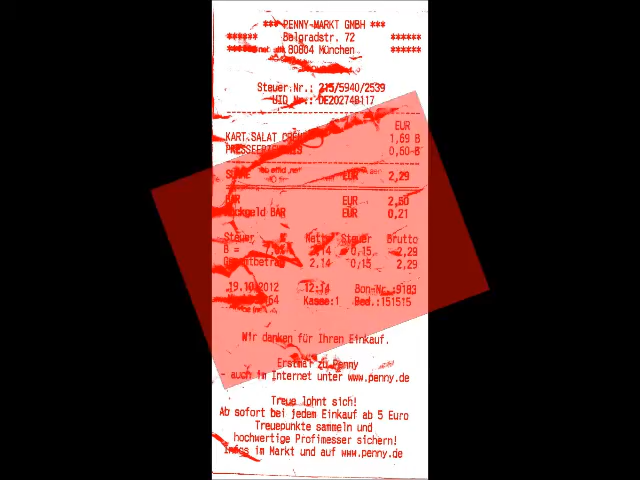 *** PENNY-MARKT GMBH ***
****** Belgradstr. 72 ******
****** 80804 München ******
Steuer Nr.: 215/5940/2539
UID Nr.: DE202748117
EUR
KART.SALAT 1,69 B
0,60-B
EUR 2,29
BAR EUR 2,50
Rückgeld BAR EUR 0,21
Steuer Netto Steuer Brutto
B = 2,14 0,15 2,29
Gesamtbetrag 2,14 0,15 2,29
19.10.2012 12:14 Bon-Nr.:9183
Kasse:1 Bed.:151515
Wir danken für Ihren Einkauf.
Erstmal zu Penny
- auch im Internet unter www.penny.de
Treue lohnt sich!
Ab sofort bei jedem Einkauf ab 5 Euro
Treuepunkte sammeln und
hochwertige Profimesser sichern!
Infos im Markt und auf www.penny.de